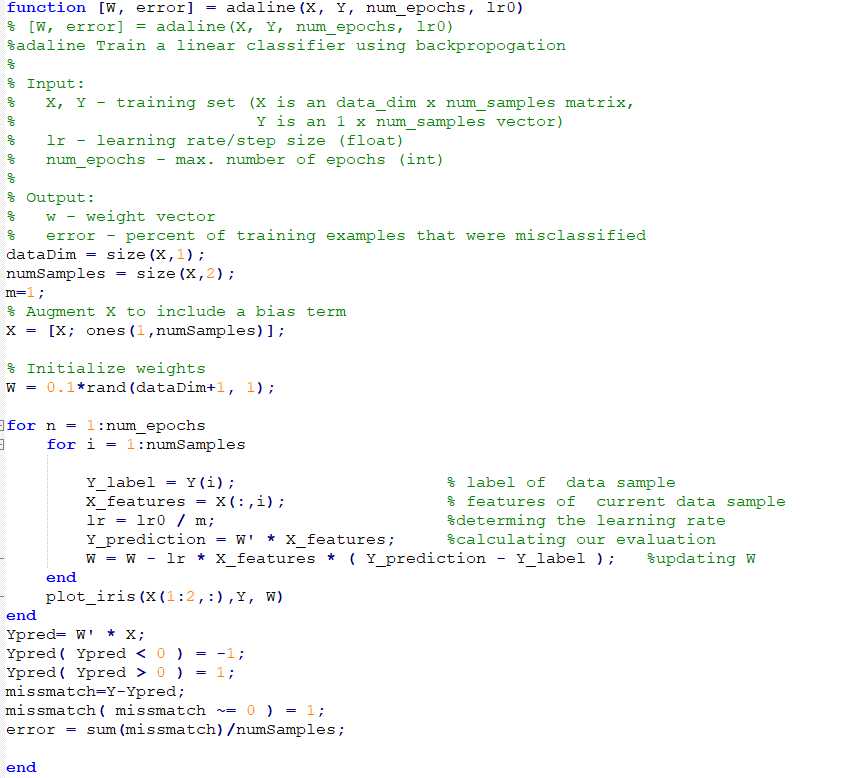 function [W, error] = adaline(X, Y, num_epochs, lr0)
% [W, error] = adaline(X, Y, num_epochs, lr0)
%adaline Train a linear classifier using backpropogation
%
% Input:
%   X, Y - training set (X is an data_dim x num_samples matrix,
%                        Y is an 1 x num_samples vector)
%   lr - learning rate/step size (float)
%   num_epochs - max. number of epochs (int)
%
% Output:
%   w - weight vector
%   error - percent of training examples that were misclassified
dataDim = size(X,1);
numSamples = size(X,2);
m=1;
% Augment X to include a bias term
X = [X; ones(1,numSamples)];

% Initialize weights
W = 0.1*rand(dataDim+1, 1);

for n = 1:num_epochs
    for i = 1:numSamples

        Y_label = Y(i);                     % label of  data sample
        X_features = X(:,i);                % features of  current data sample
        lr = lr0 / m;                       %determing the learning rate
        Y_prediction = W' * X_features;     %calculating our evaluation
        W = W - lr * X_features * ( Y_prediction - Y_label );   %updating W
    end
    plot_iris(X(1:2,:),Y, W)
end
Ypred= W' * X;
Ypred( Ypred < 0 ) = -1;
Ypred( Ypred > 0 ) = 1;
missmatch=Y-Ypred;
missmatch( missmatch ~= 0 ) = 1;
error = sum(missmatch)/numSamples;

end